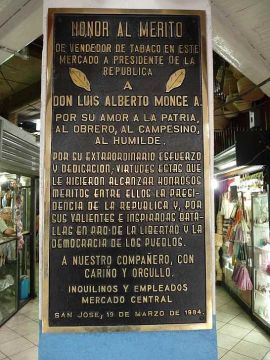 HONOR AL MERITO
DE VENDEDOR DE TABACO EN ESTE
MERCADO A PRESIDENTE DE LA
REPUBLICA
A
DON LUIS ALBERTO MONGE A.
POR SU AMOR A LA PATRIA,
AL OBRERO, AL CAMPESINO,
AL HUMILDE.
POR SU EXTRAORDINARIO ESFUERZO
Y DEDICACION, VIRTUDES ESTAS QUE
LE HICIERON ALCANZAR HONROSOS
MERITOS ENTRE ELLOS LA PRESI-
DENCIA DE LA REPUBLICA Y, POR
SUS VALIENTES E INSPIRADAS BATA-
LLAS EN PRO DE LA LIBERTAD Y LA
DEMOCRACIA DE LOS PUEBLOS.
A NUESTRO COMPAÑERO, CON
CARIÑO Y ORGULLO.
INQUILINOS Y EMPLEADOS
MERCADO CENTRAL
SAN JOSE, 19 DE MARZO DE 1984.